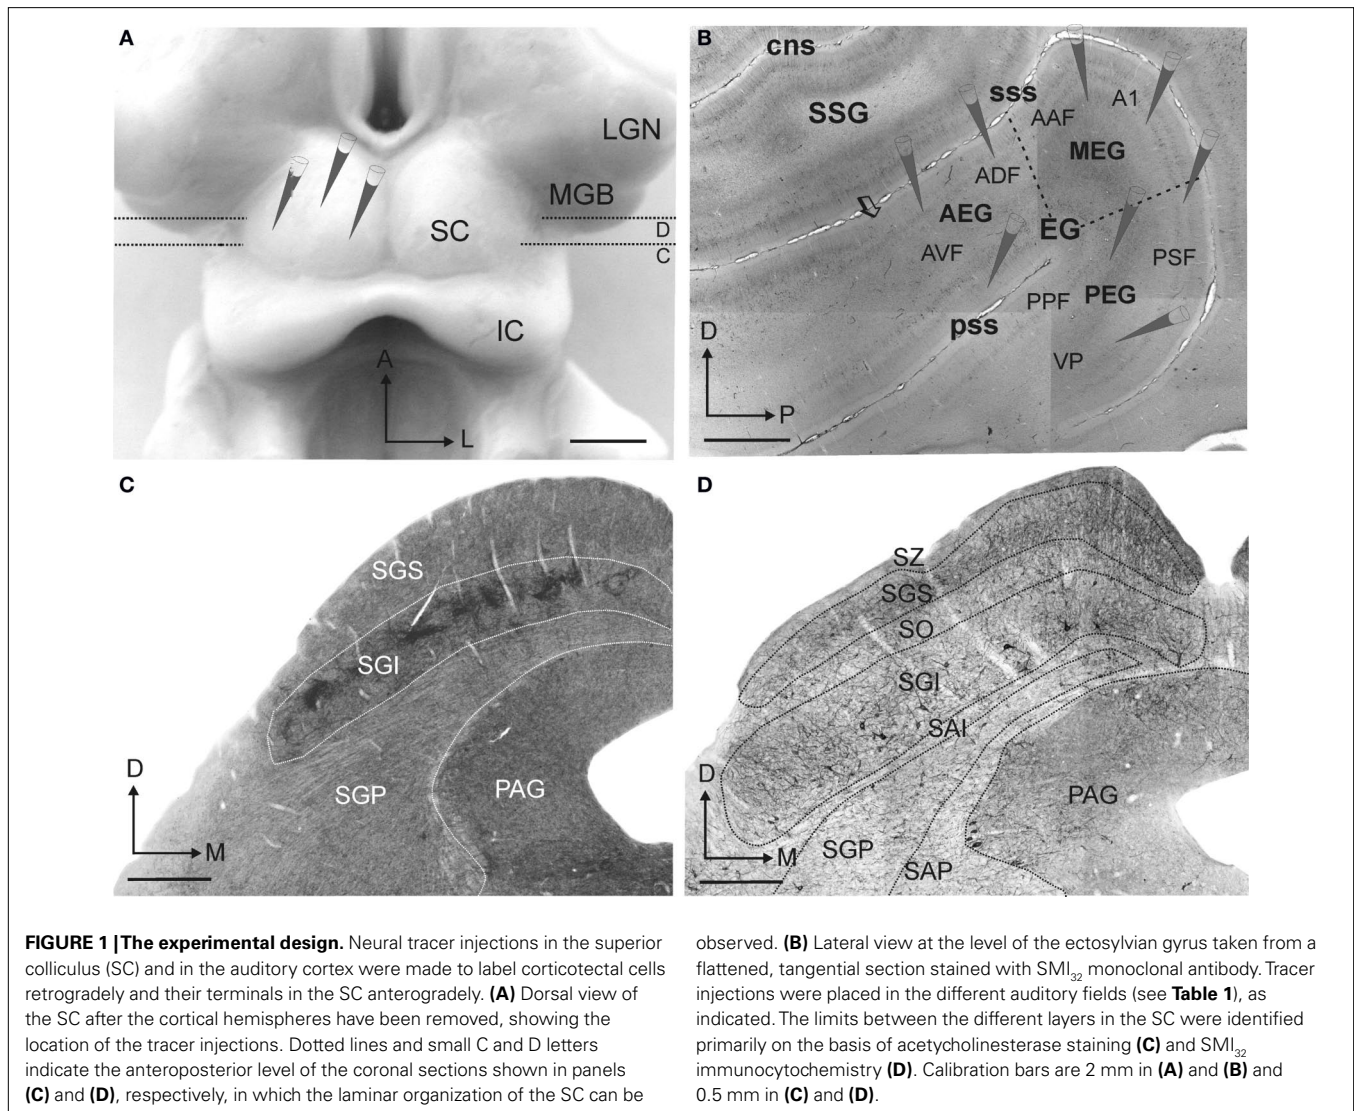 A
LGN
MGB
SC
D
C
IC
A
L
B
cns
SSG
sss
A1
AAF
MEG
ADF
AEG
EG
AVF
PSF
PPF
PEG
pss
D
VP
P
C
SGS
SGI
D
SGP
PAG
M
D
SZ
SGS
SO
SGI
SAI
D
PAG
M
SGP
SAP
FIGURE 1 | The experimental design. Neural tracer injections in the superior
colliculus (SC) and in the auditory cortex were made to label corticotectal cells
retrogradely and their terminals in the SC anterogradely. (A) Dorsal view of
the SC after the cortical hemispheres have been removed, showing the
location of the tracer injections. Dotted lines and small C and D letters
indicate the anteroposterior level of the coronal sections shown in panels
(C) and (D), respectively, in which the laminar organization of the SC can be
observed. (B) Lateral view at the level of the ectosylvian gyrus taken from a
flattened, tangential section stained with SMI32 monoclonal antibody. Tracer
injections were placed in the different auditory fields (see Table 1), as
indicated. The limits between the different layers in the SC were identified
primarily on the basis of acetycholinesterase staining (C) and SMI32
immunocytochemistry (D). Calibration bars are 2 mm in (A) and (B) and
0.5 mm in (C) and (D).